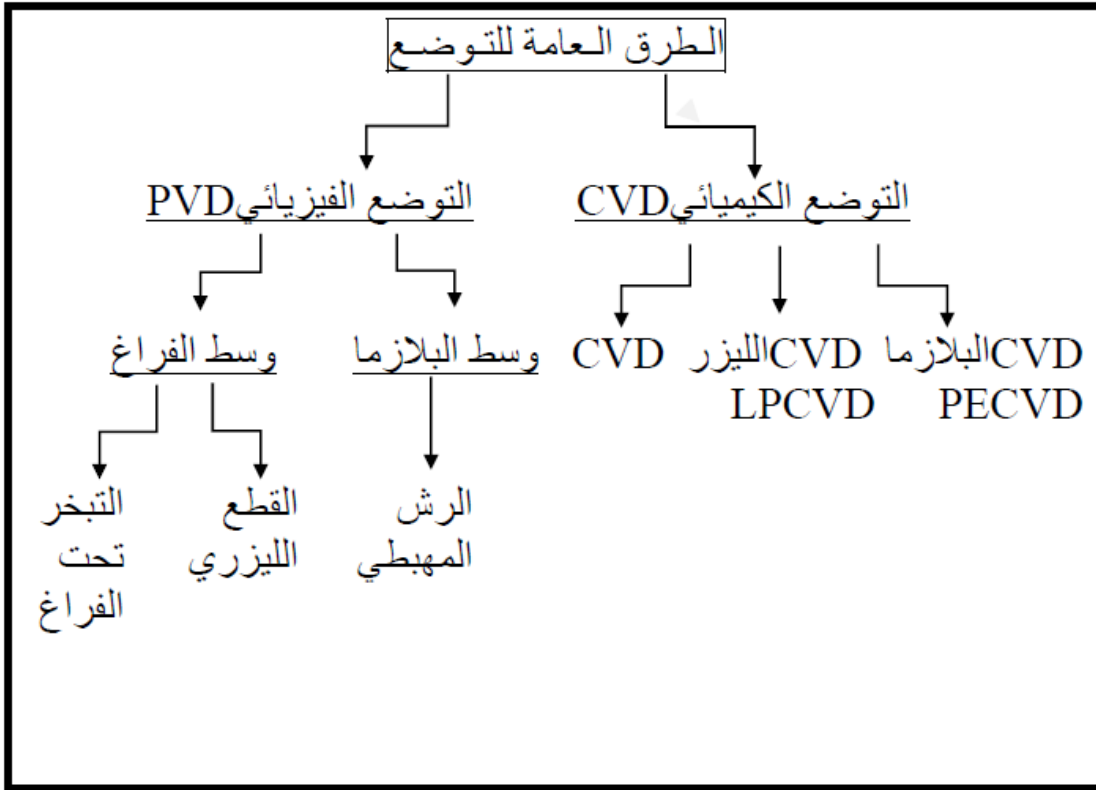 الطرق العامة للتوضع
التوضع الكيميائيCVD
التوضع الفيزيائيPVD
CVDالبلازما
PECVD
CVDالليزر
LPCVD
CVD
وسط البلازما
وسط الفراغ
الرش
المهبطي
القطع
الليزري
التبخر
تحت
الفراغ